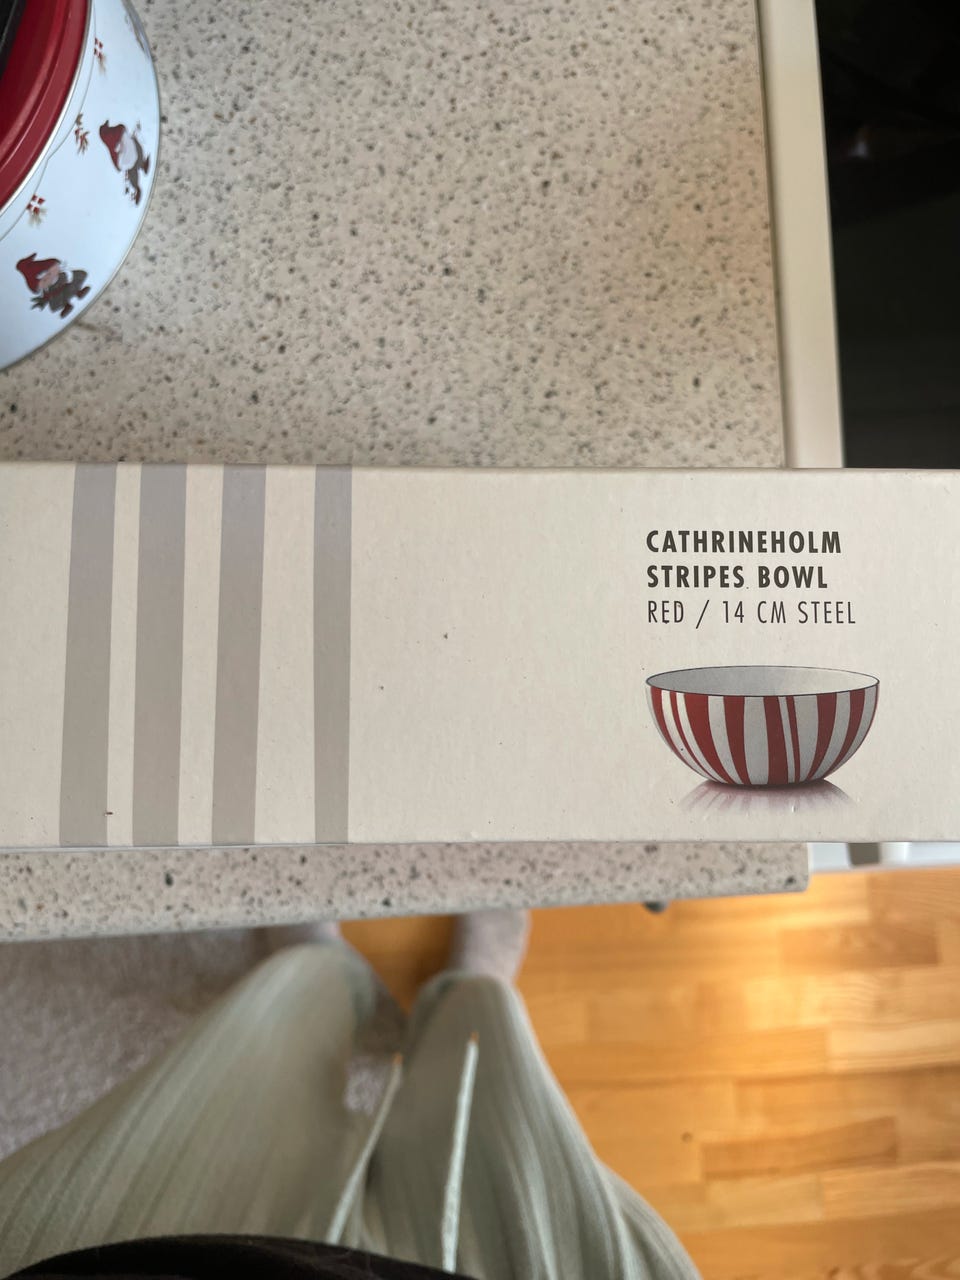 CATHRINEHOLM
STRIPES BOWL
RED / 14 CM STEEL